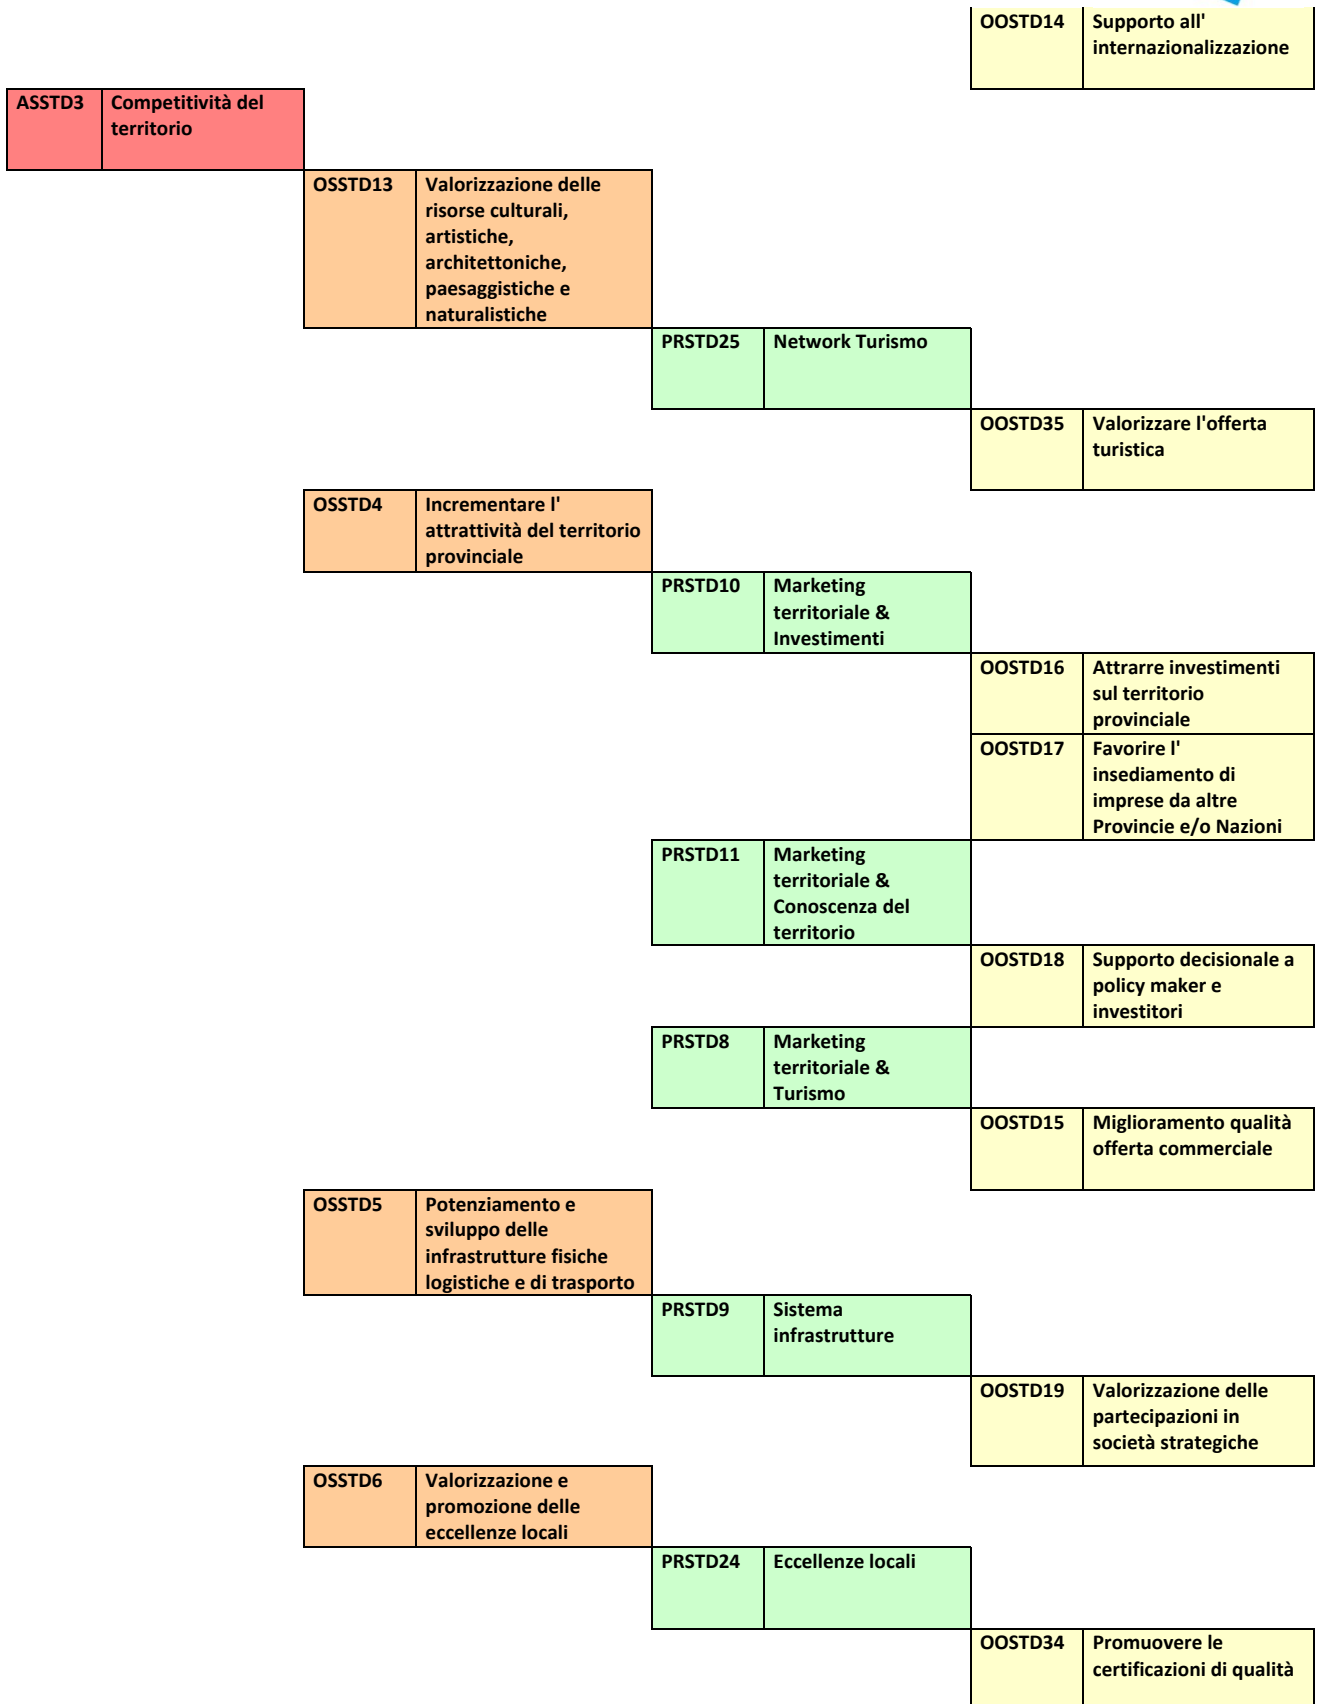 OOSTD14 Supporto all'
internazionalizzazione
ASSTD3 Competitività del
territorio
OSSTD13 Valorizzazione delle
risorse culturali,
artistiche,
architettoniche,
paesaggistiche e
naturalistiche
PRSTD25 Network Turismo
OOSTD35 Valorizzare l'offerta
turistica
OSSTD4 Incrementare l'
attrattività del territorio
provinciale
PRSTD10 Marketing
territoriale &
Investimenti
OOSTD16 Attrarre investimenti
sul territorio
provinciale
OOSTD17 Favorire l'
insediamento di
imprese da altre
Provincie e/o Nazioni
PRSTD11 Marketing
territoriale &
Conoscenza del
territorio
OOSTD18 Supporto decisionale a
policy maker e
investitori
PRSTD8 Marketing
territoriale &
Turismo
OOSTD15 Miglioramento qualità
offerta commerciale
OSSTD5 Potenziamento e
sviluppo delle
infrastrutture fisiche
logistiche e di trasporto
PRSTD9 Sistema
infrastrutture
OOSTD19 Valorizzazione delle
partecipazioni in
società strategiche
OSSTD6 Valorizzazione e
promozione delle
eccellenze locali
PRSTD24 Eccellenze locali
OOSTD34 Promuovere le
certificazioni di qualità